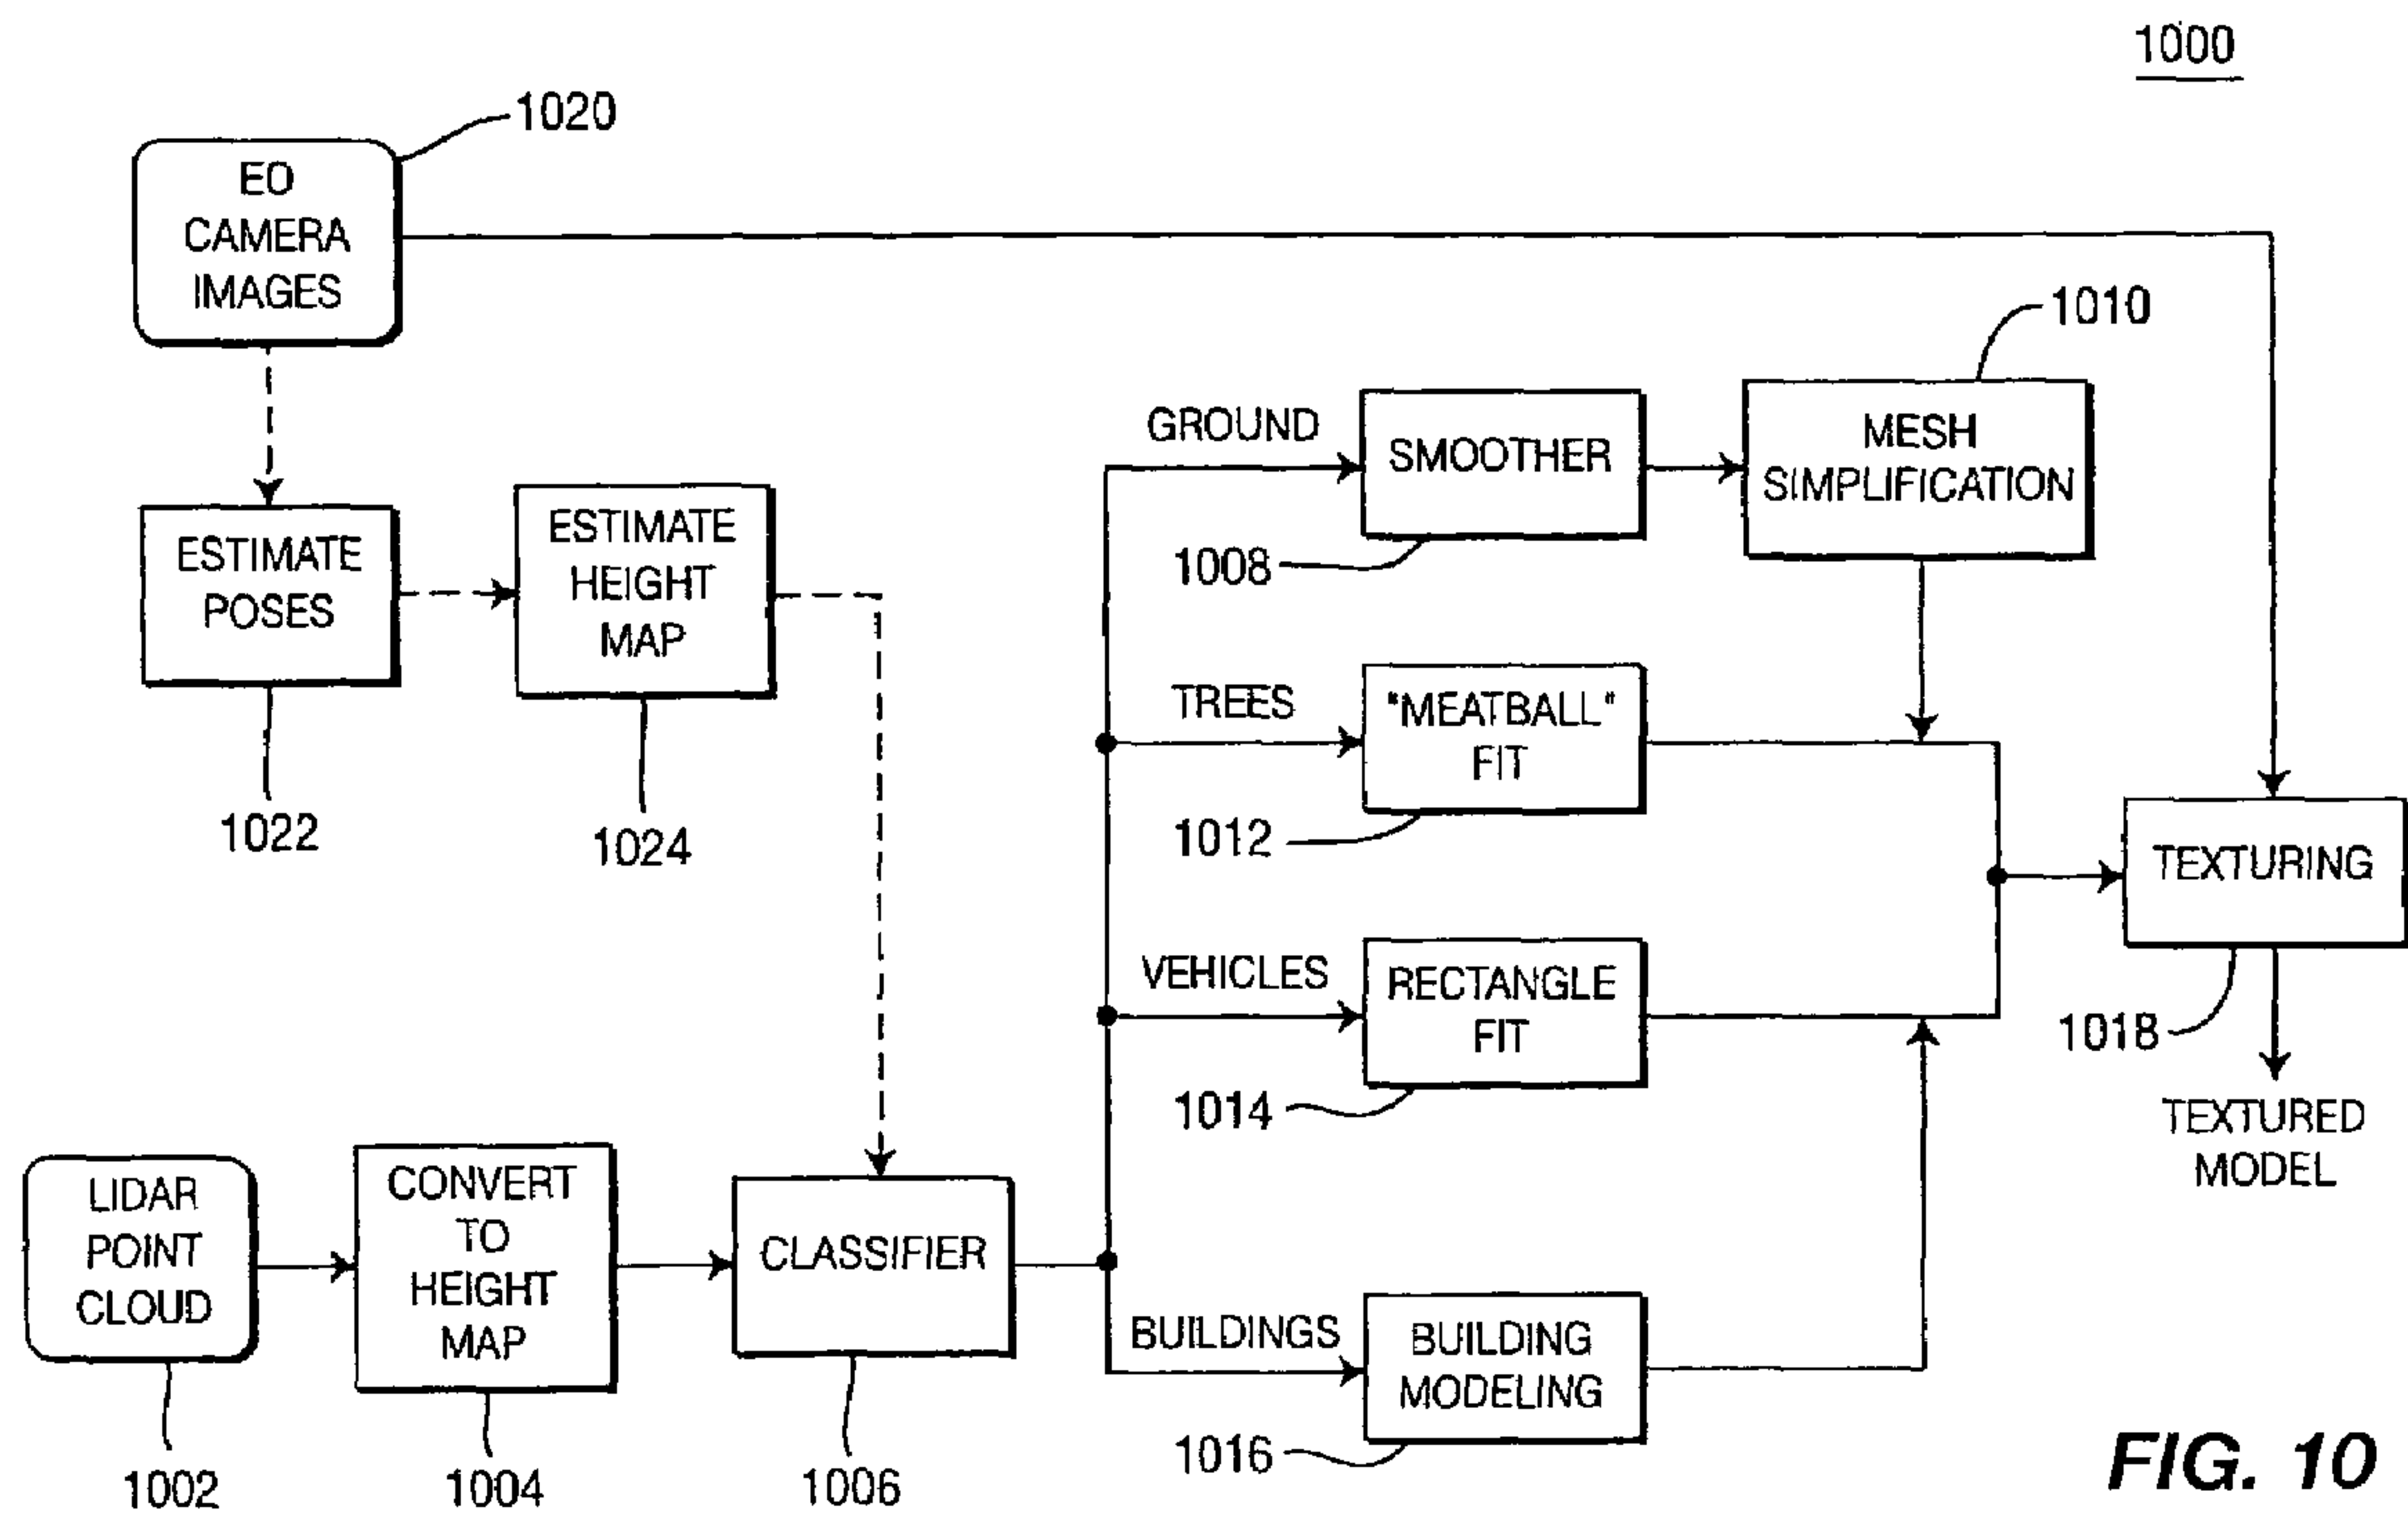 1000
1020
EO
CAMERA
IMAGES
1010
GROUND
SMOOTHER
MESH
SIMPLIFICATION
1008
ESTIMATE
POSES
ESTIMATE
HEIGHT
MAP
1022
1024
TREES
"MEATBALL"
FIT
1012
TEXTURING
VEHICLES
RECTANGLE
FIT
1014
1018
TEXTURED
MODEL
LIDAR
POINT
CLOUD
CONVERT
TO
HEIGHT
MAP
CLASSIFIER
BUILDINGS
BUILDING
MODELING
1016
1002
1004
1006
FIG. 10